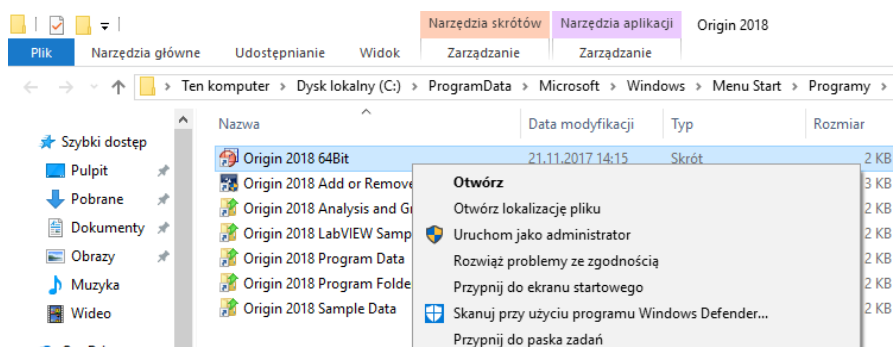 Narzędzia skrótów Narzędzia aplikacji Origin 2018
Plik Narzędzia główne Udostępnianie Widok Zarządzanie Zarządzanie
Ten komputer > Dysk lokalny (C:) > ProgramData > Microsoft > Windows > Menu Start > Programy >
Nazwa Data modyfikacji Typ Rozmiar
Szybki dostęp
Pulpit
Pobrane
Dokumenty
Obrazy
Muzyka
Wideo
Origin 2018 64Bit 21.11.2017 14:15 Skrót 2 KB
Origin 2018 Add or Remove 3 KB
Origin 2018 Analysis and Gr 2 KB
Origin 2018 LabVIEW Samp 2 KB
Origin 2018 Program Data 2 KB
Origin 2018 Program Folde 2 KB
Origin 2018 Sample Data 2 KB
Otwórz
Otwórz lokalizację pliku
Uruchom jako administrator
Rozwiąż problemy ze zgodnością
Przypnij do ekranu startowego
Skanuj przy użyciu programu Windows Defender...
Przypnij do paska zadań